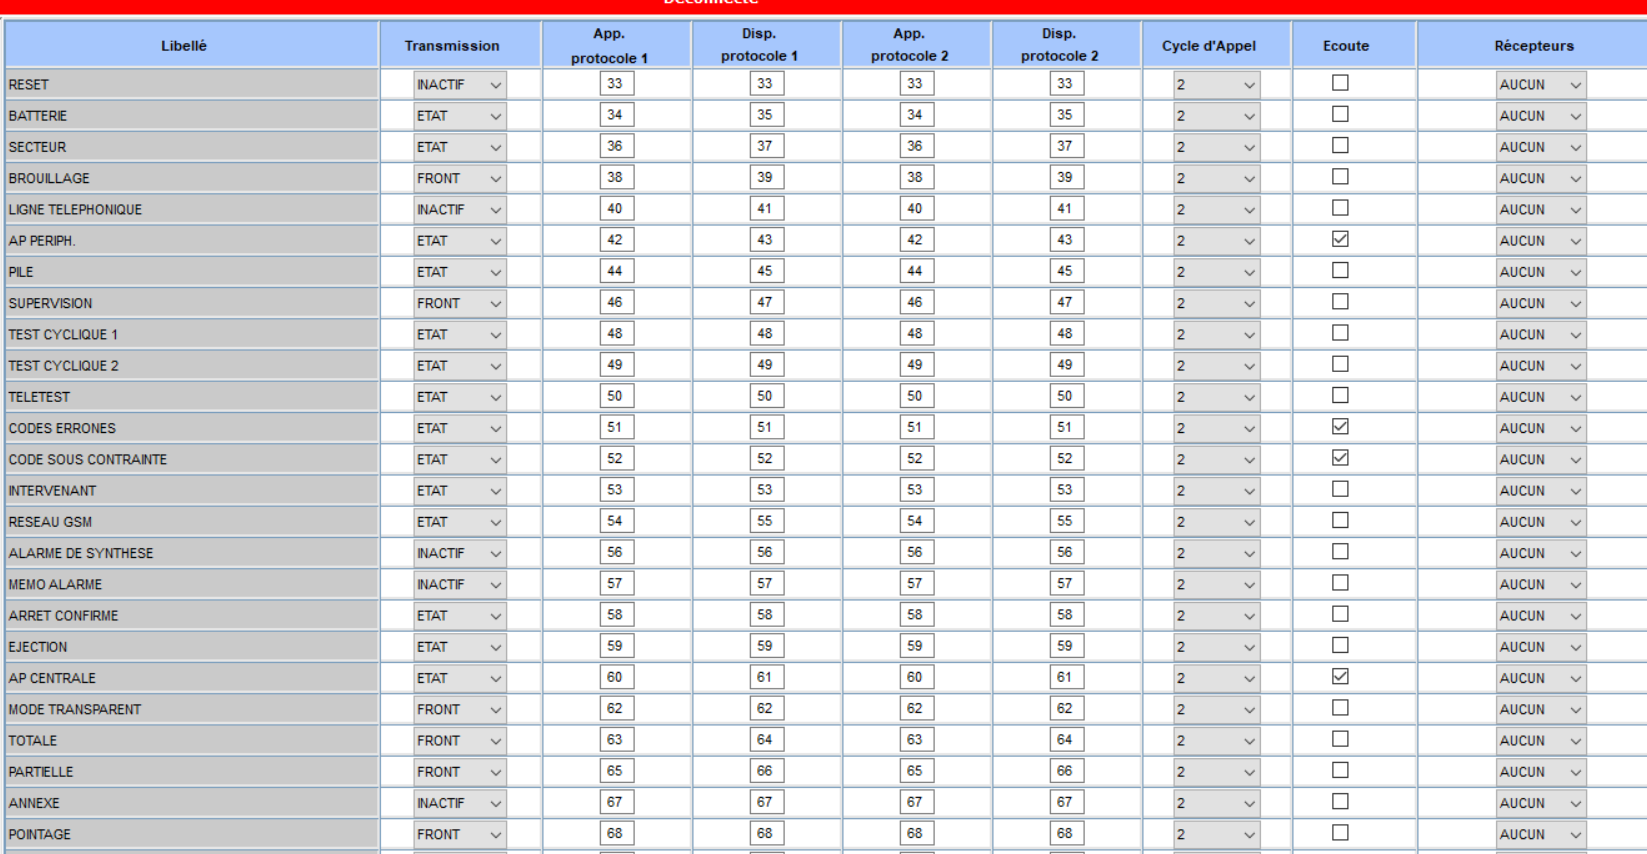 Déconnecté
Libellé Transmission App. protocole 1 Disp. protocole 1 App. protocole 2 Disp. protocole 2 Cycle d'Appel Ecoute Récepteurs
RESET INACTIF 33 33 33 33 2 AUCUN
BATTERIE ETAT 34 35 34 35 2 AUCUN
SECTEUR ETAT 36 37 36 37 2 AUCUN
BROUILLAGE FRONT 38 39 38 39 2 AUCUN
LIGNE TELEPHONIQUE INACTIF 40 41 40 41 2 AUCUN
AP PERIPH. ETAT 42 43 42 43 2 AUCUN
PILE ETAT 44 45 44 45 2 AUCUN
SUPERVISION FRONT 46 47 46 47 2 AUCUN
TEST CYCLIQUE 1 ETAT 48 48 48 48 2 AUCUN
TEST CYCLIQUE 2 ETAT 49 49 49 49 2 AUCUN
TELETEST ETAT 50 50 50 50 2 AUCUN
CODES ERRONES ETAT 51 51 51 51 2 AUCUN
CODE SOUS CONTRAINTE ETAT 52 52 52 52 2 AUCUN
INTERVENANT ETAT 53 53 53 53 2 AUCUN
RESEAU GSM ETAT 54 55 54 55 2 AUCUN
ALARME DE SYNTHESE INACTIF 56 56 56 56 2 AUCUN
MEMO ALARME INACTIF 57 57 57 57 2 AUCUN
ARRET CONFIRME ETAT 58 58 58 58 2 AUCUN
EJECTION ETAT 59 59 59 59 2 AUCUN
AP CENTRALE ETAT 60 61 60 61 2 AUCUN
MODE TRANSPARENT FRONT 62 62 62 62 2 AUCUN
TOTALE FRONT 63 64 63 64 2 AUCUN
PARTIELLE FRONT 65 66 65 66 2 AUCUN
ANNEXE INACTIF 67 67 67 67 2 AUCUN
POINTAGE FRONT 68 68 68 68 2 AUCUN